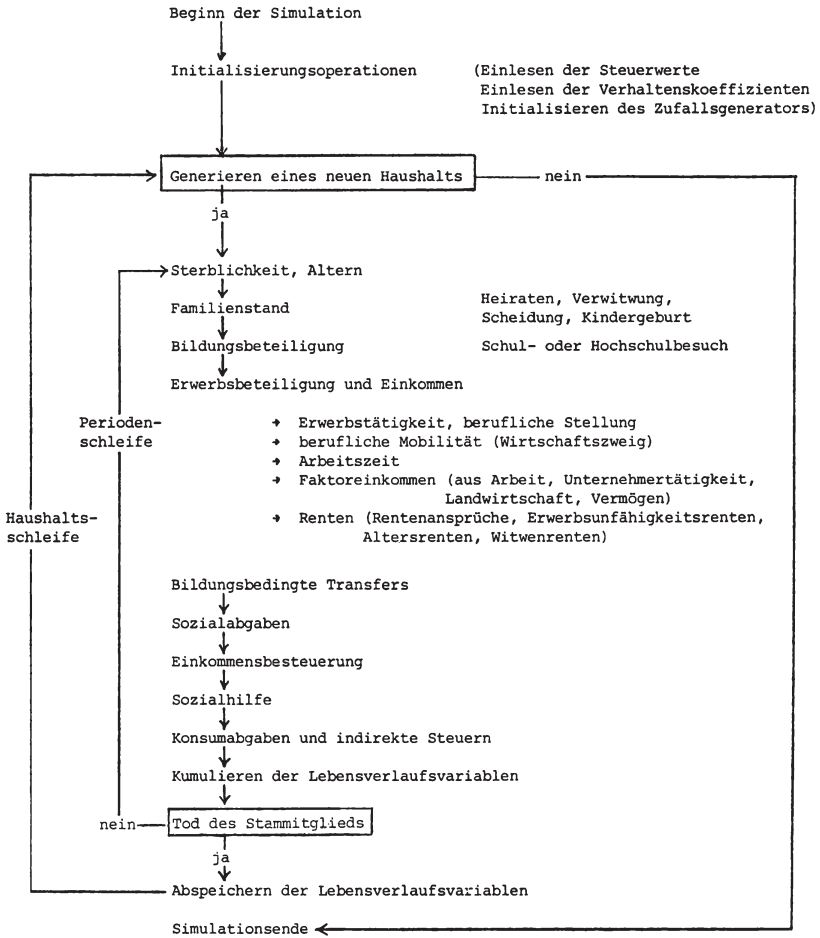 Beginn der Simulation
Initialisierungsoperationen (Einlesen der Steuerwerte
Einlesen der Verhaltenskoeffizienten
Initialisieren des Zufallsgenerators)
Generieren eines neuen Haushalts nein
ja
Sterblichkeit, Altern
Familienstand
Heiraten, Verwitwung,
Scheidung, Kindergeburt
Bildungsbeteiligung Schul- oder Hochschulbesuch
Erwerbsbeteiligung und Einkommen
Perioden-
schleife
→ Erwerbstätigkeit, berufliche Stellung
→ berufliche Mobilität (Wirtschaftszweig)
→ Arbeitszeit
→ Faktoreinkommen (aus Arbeit, Unternehmertätigkeit,
Landwirtschaft, Vermögen)
Haushalts-
schleife
→ Renten (Rentenansprüche, Erwerbsunfähigkeitsrenten,
Altersrenten, Witwenrenten)
Bildungsbedingte Transfers
Sozialabgaben
Einkommensbesteuerung
Sozialhilfe
Konsumabgaben und indirekte Steuern
Kumulieren der Lebensverlaufsvariablen
nein Tod des Stammitglieds
ja
Abspeichern der Lebensverlaufsvariablen
Simulationsende